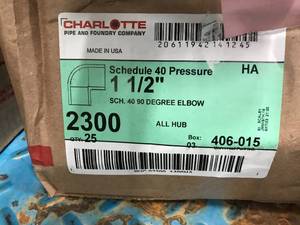 CHARLOTTE
PIPE AND FOUNDRY COMPANY
MADE IN USA
20611942141245
Schedule 40 Pressure HA
1 1/2"
SCH. 40 90 DEGREE ELBOW
2300 ALL HUB
QTY: 25 Box: 03 406-015